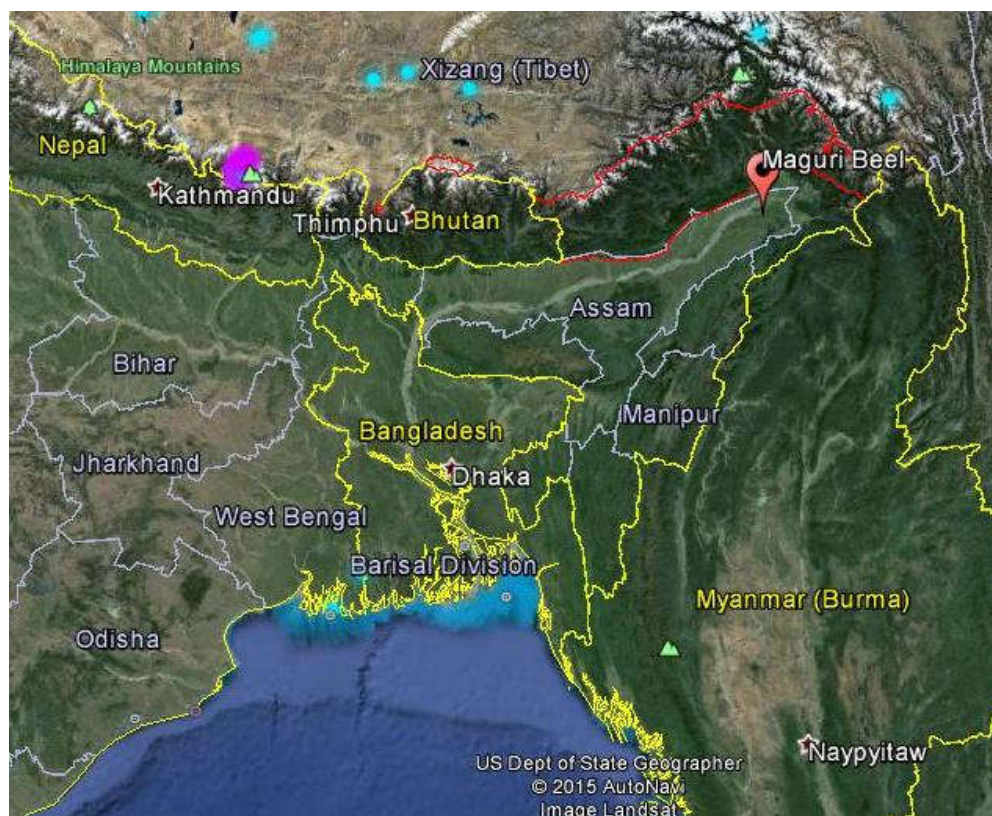 Himalaya Mountains
Xizang (Tibet)
Nepal
Maguri Beel
Kathmandu
Thimphu
Bhutan
Assam
Bihar
Manipur
Bangladesh
Jharkhand
Dhaka
West Bengal
Barisal Division
Myanmar (Burma)
Odisha
Naypyitaw
US Dept of State Geographer
© 2015 AutoNavi
Image Landsat